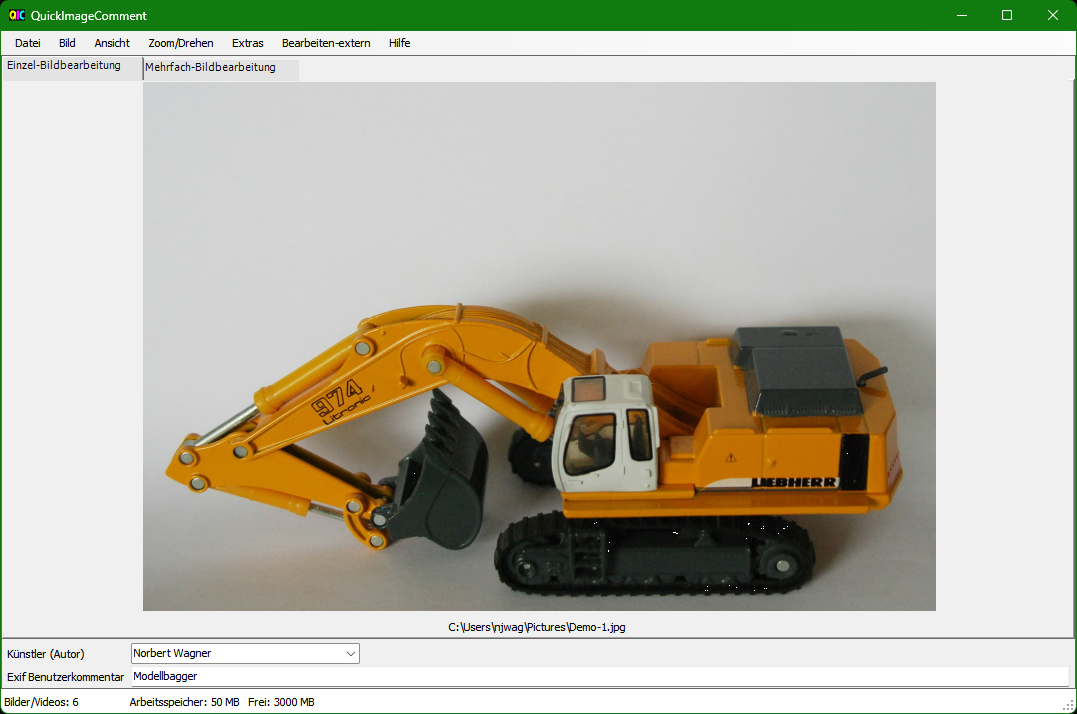 QIC QuickImageComment
Datei Bild Ansicht Zoom/Drehen Extras Bearbeiten-extern Hilfe
Einzel-Bildbearbeitung Mehrfach-Bildbearbeitung
974
Litronic
LIEBHERR
C:\Users\njwag\Pictures\Demo-1.jpg
Künstler (Autor) Norbert Wagner
Exif Benutzerkommentar Modellbagger
Bilder/Videos: 6 Arbeitsspeicher: 50 MB Frei: 3000 MB